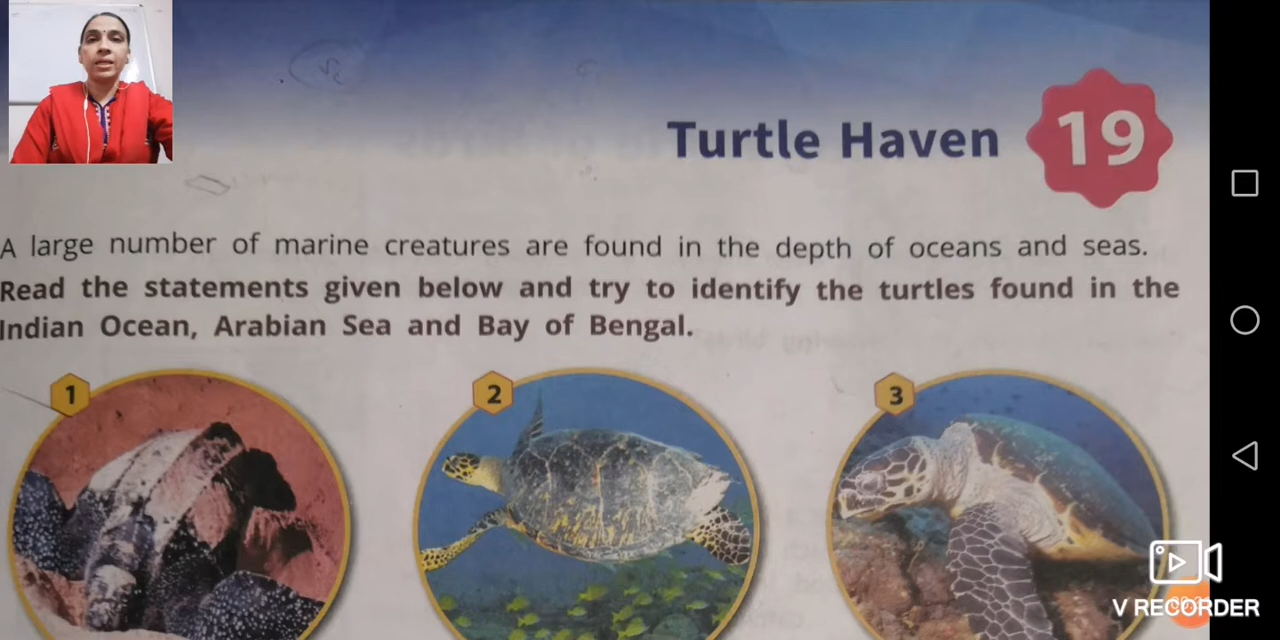 Turtle Haven 19
A large number of marine creatures are found in the depth of oceans and seas.
Read the statements given below and try to identify the turtles found in the
Indian Ocean, Arabian Sea and Bay of Bengal.
1
2
3
V RECORDER